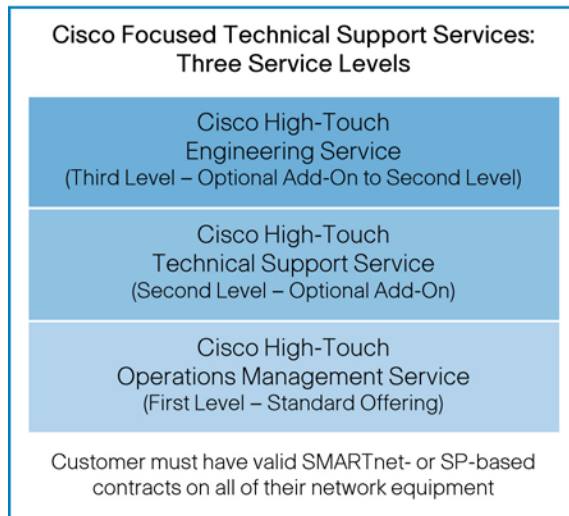 Cisco Focused Technical Support Services:
Three Service Levels
Cisco High-Touch
Engineering Service
(Third Level – Optional Add-On to Second Level)
Cisco High-Touch
Technical Support Service
(Second Level – Optional Add-On)
Cisco High-Touch
Operations Management Service
(First Level – Standard Offering)
Customer must have valid SMARTnet- or SP-based
contracts on all of their network equipment